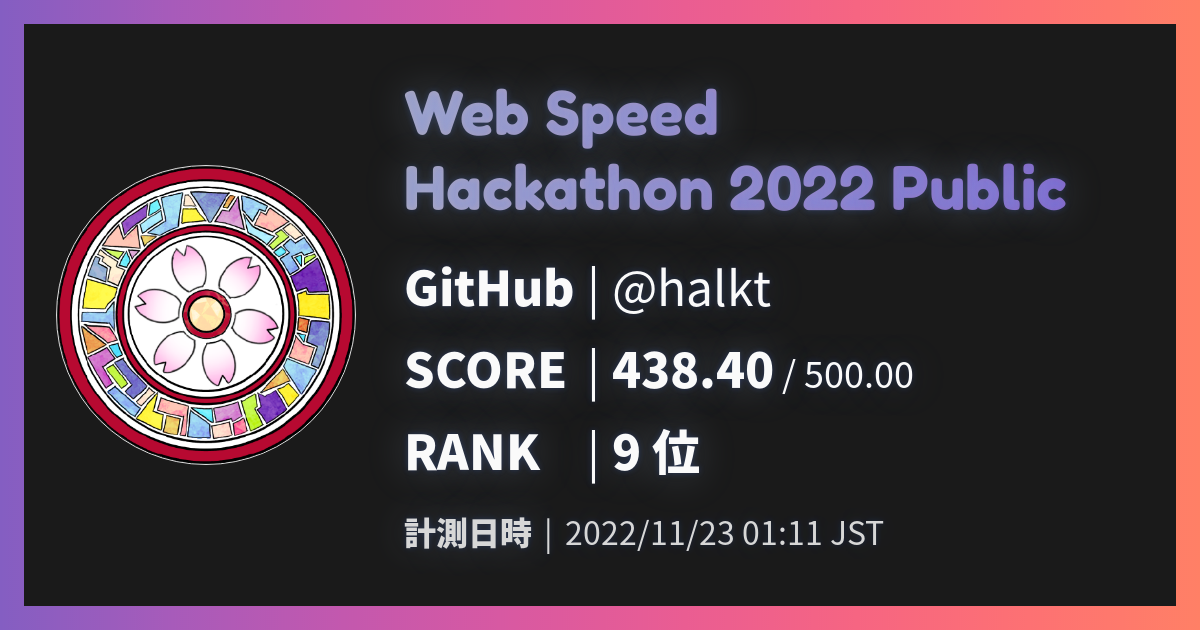 Web Speed
Hackathon 2022 Public
GitHub | @halkt
SCORE | 438.40 / 500.00
RANK | 9 位
計測日時 | 2022/11/23 01:11 JST